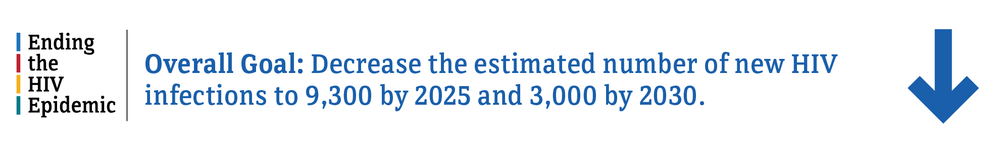 Ending
the
HIV
Epidemic
Overall Goal: Decrease the estimated number of new HIV
infections to 9,300 by 2025 and 3,000 by 2030.